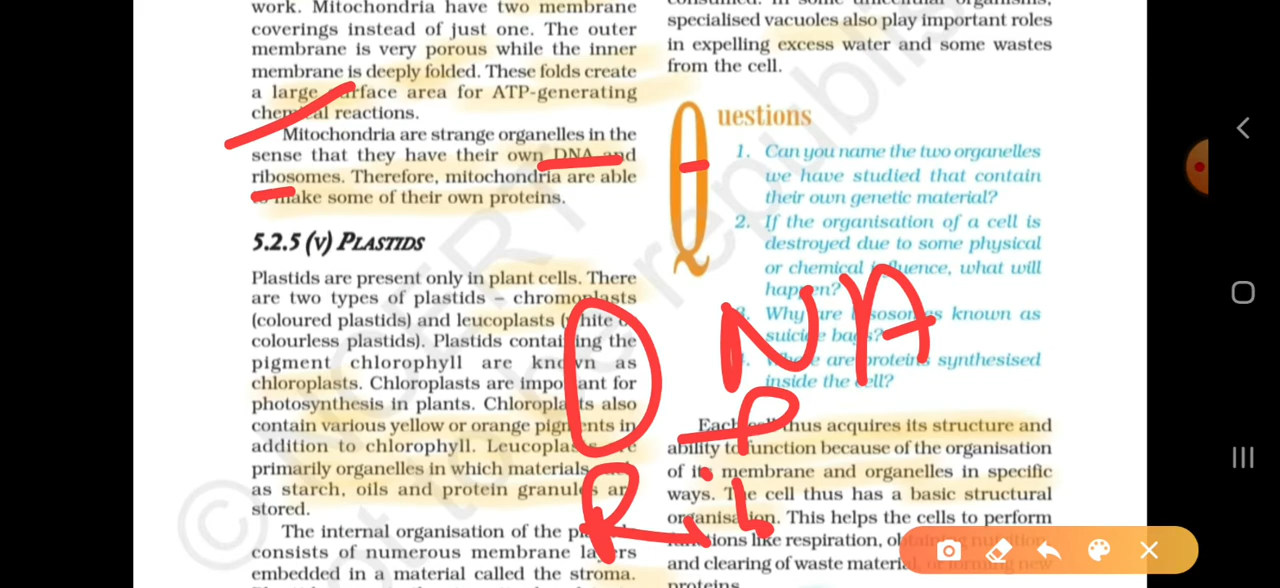 work. Mitochondria have two membrane
coverings instead of just one. The outer
membrane is very porous while the inner
membrane is deeply folded. These folds create
a large surface area for ATP-generating
chemical reactions.
Mitochondria are strange organelles in the
sense that they have their own DNA and
ribosomes. Therefore, mitochondria are able
to make some of their own proteins.
5.2.5 (v) PLASTIDS
Plastids are present only in plant cells. There
are two types of plastids – chromoplasts
(coloured plastids) and leucoplasts (white or
colourless plastids). Plastids containing the
pigment chlorophyll are known as
chloroplasts. Chloroplasts are important for
photosynthesis in plants. Chloroplasts also
contain various yellow or orange pigments in
addition to chlorophyll. Leucoplasts are
primarily organelles in which materials such
as starch, oils and protein granules are
stored.
The internal organisation of the
consists of numerous membrane layers
embedded in a material called the stroma.
specialised vacuoles also play important roles
in expelling excess water and some wastes
from the cell.
Questions
1. Can you name the two organelles
we have studied that contain
their own genetic material?
2. If the organisation of a cell is
destroyed due to some physical
or chemical influence, what will
happen?
3. Why are lysosomes known as
suicide bags?
4. Where are proteins synthesised
inside the cell?
Each cell thus acquires its structure and
ability to function because of the organisation
of its membrane and organelles in specific
ways. The cell thus has a basic structural
organisation. This helps the cells to perform
functions like respiration,
and clearing of waste material,
proteins.
DNA
P
Rib
© NCERT
not to be republished